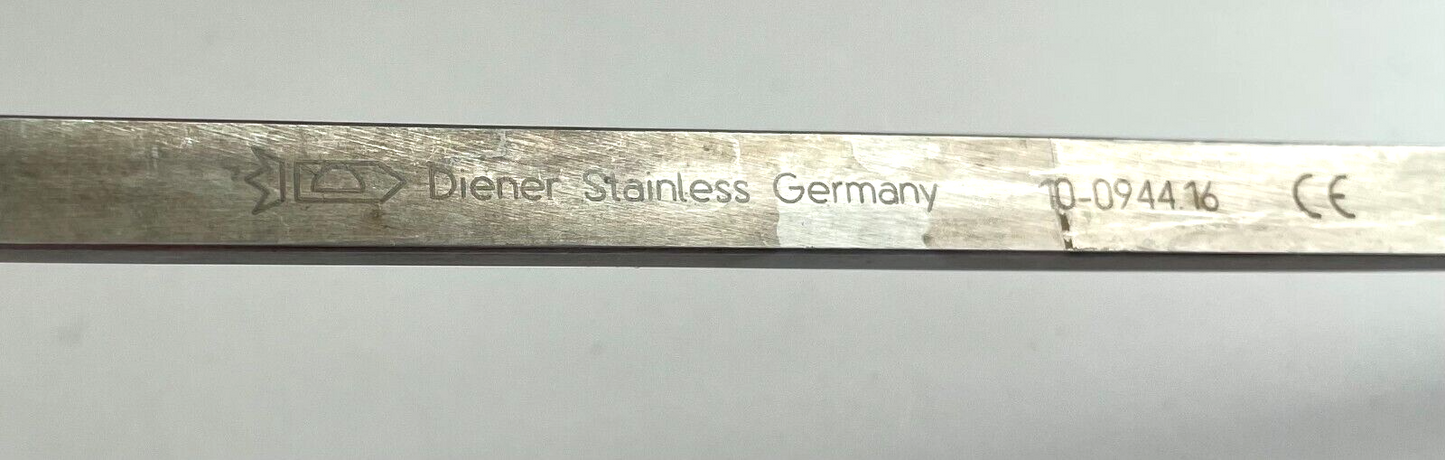 Diener Stainless Germany 10-0944.16 CE